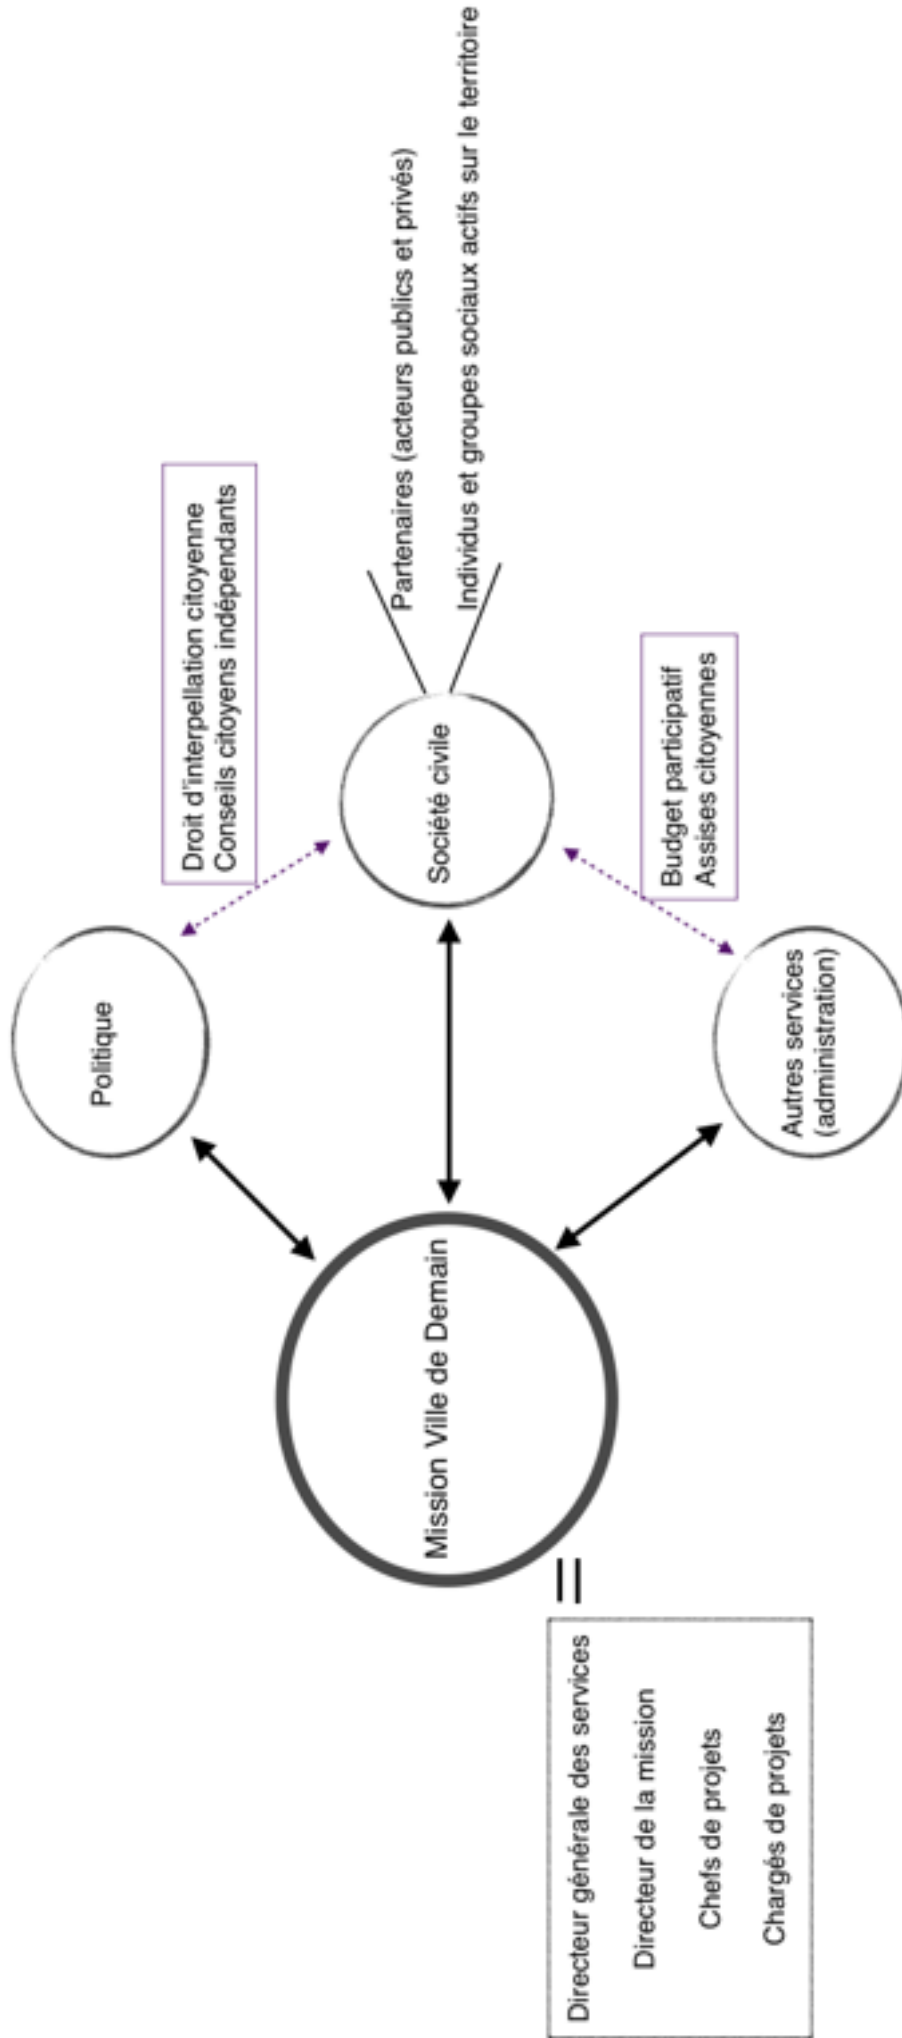 Politique
Droit d'interpellation citoyenne
Conseils citoyens indépendants
Partenaires (acteurs publics et privés)
Individus et groupes sociaux actifs sur le territoire
Société civile
Mission Ville de Demain
Budget participatif
Assises citoyennes
Autres services
(administration)
Directeur générale des services
Directeur de la mission
Chefs de projets
Chargés de projets